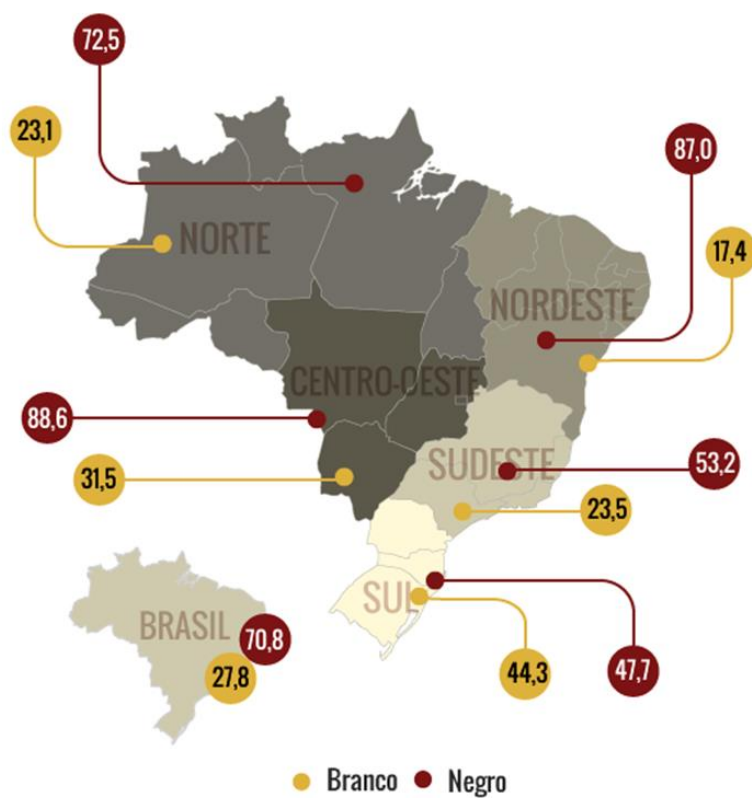 72,5
23,1
87,0
NORTE
17,4
NORDESTE
CENTRO-OESTE
88,6
SUDESTE
53,2
31,5
23,5
SUL
BRASIL
70,8
27,8
44,3
47,7
Branco
Negro